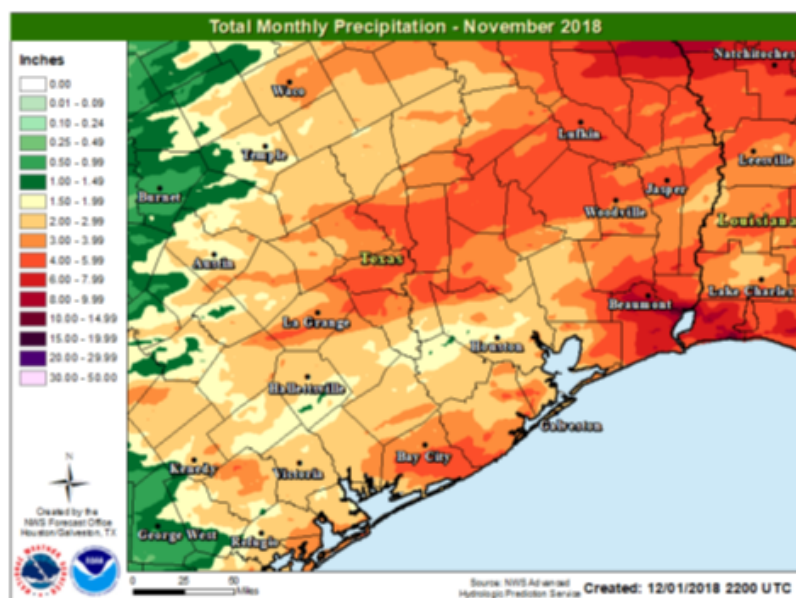 Total Monthly Precipitation - November 2018
Inches
0.00
0.01 - 0.09
0.10 - 0.24
0.25 - 0.49
0.50 - 0.99
1.00 - 1.49
1.50 - 1.99
2.00 - 2.99
3.00 - 3.99
4.00 - 5.99
6.00 - 7.99
8.00 - 9.99
10.00 - 14.99
15.00 - 19.99
20.00 - 29.99
30.00 - 50.00
Natchitoches
Waco
Lufkin
Temple
Leesville
Burnet
Jasper
Woodville
Louisiana
Austin
Texas
Lake Charles
Beaumont
La Grange
Houston
Hallettsville
Galveston
Bay City
Kenedy
Victoria
George West
Refugio
N
Created by the
NWS Forecast Office
Houston/Galveston, TX
0 25 50
Miles
Source: NWS Advanced
Hydrologic Prediction Service
Created: 12/01/2018 2200 UTC